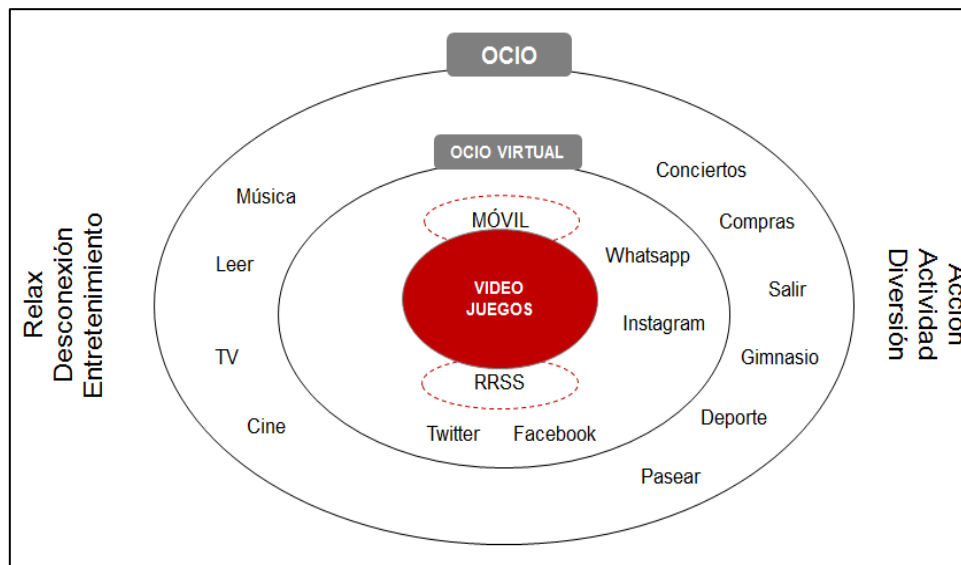 OCIO
OCIO VIRTUAL
Relax
Desconexión
Entretenimiento
Música
Leer
TV
Cine
MÓVIL
VIDEO
JUEGOS
RRSS
Whatsapp
Instagram
Twitter
Facebook
Conciertos
Compras
Salir
Gimnasio
Deporte
Pasear
Acción
Actividad
Diversión